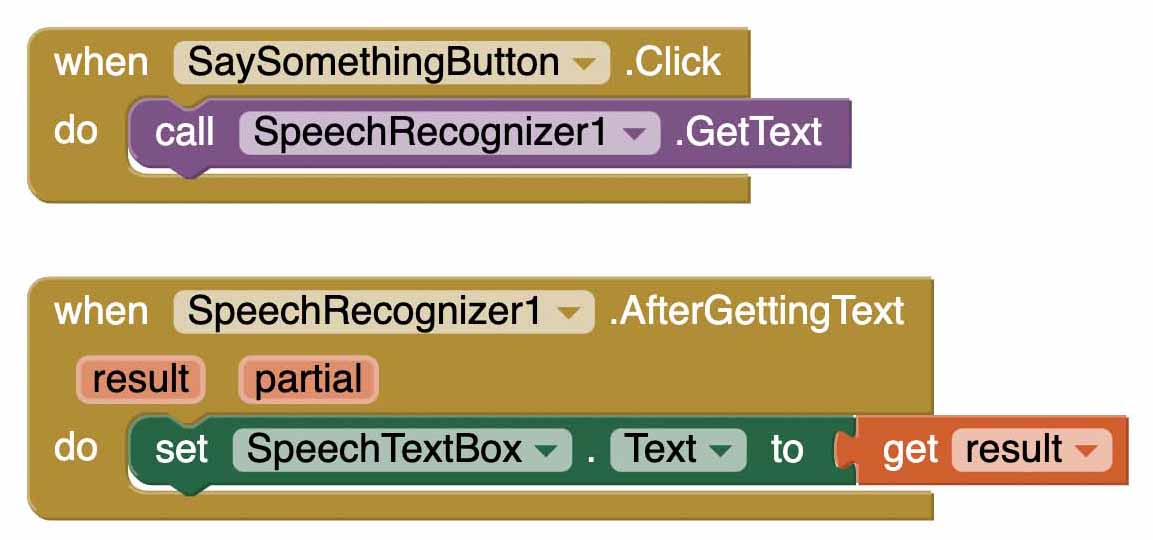 when SaySomethingButton .Click
do call SpeechRecognizer1 .GetText
when SpeechRecognizer1 .AfterGettingText
result partial
do set SpeechTextBox . Text to get result